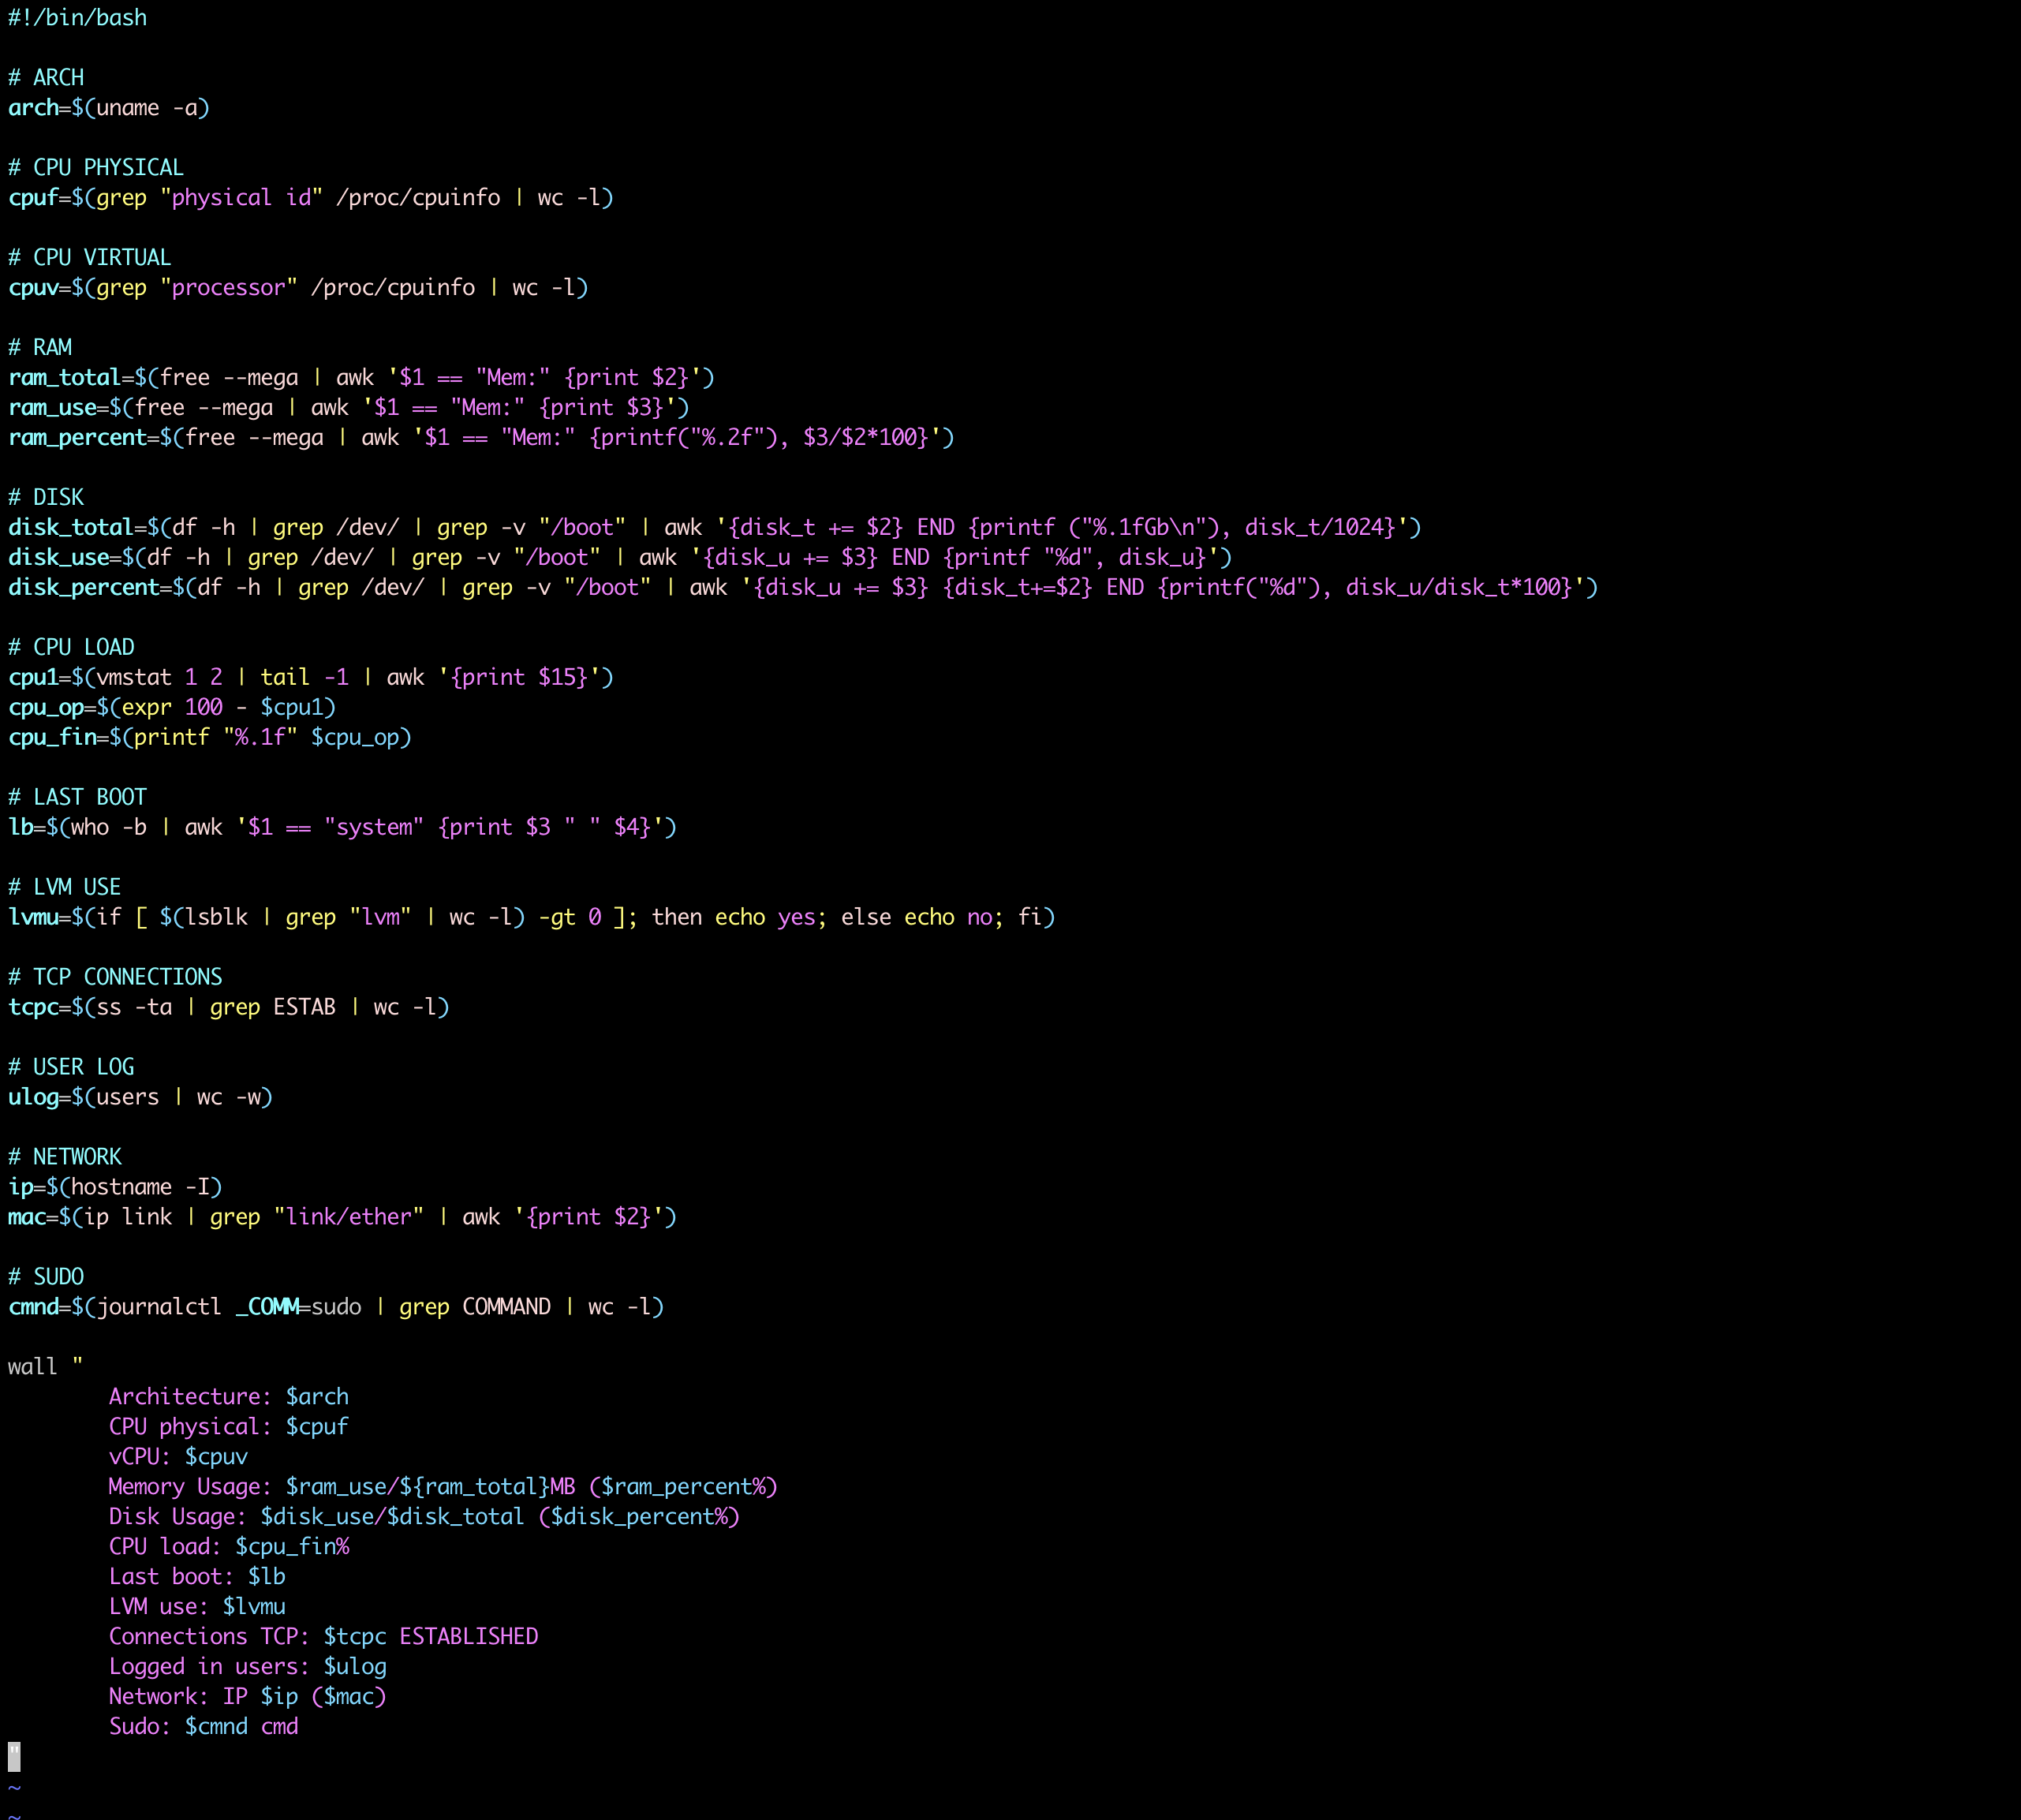 #!/bin/bash

# ARCH
arch=$(uname -a)

# CPU PHYSICAL
cpuf=$(grep "physical id" /proc/cpuinfo | wc -l)

# CPU VIRTUAL
cpuv=$(grep "processor" /proc/cpuinfo | wc -l)

# RAM
ram_total=$(free --mega | awk '$1 == "Mem:" {print $2}')
ram_use=$(free --mega | awk '$1 == "Mem:" {print $3}')
ram_percent=$(free --mega | awk '$1 == "Mem:" {printf("%.2f"), $3/$2*100}')

# DISK
disk_total=$(df -h | grep /dev/ | grep -v "/boot" | awk '{disk_t += $2} END {printf ("%.1fGb\n"), disk_t/1024}')
disk_use=$(df -h | grep /dev/ | grep -v "/boot" | awk '{disk_u += $3} END {printf "%d", disk_u}')
disk_percent=$(df -h | grep /dev/ | grep -v "/boot" | awk '{disk_u += $3} {disk_t+=$2} END {printf("%d"), disk_u/disk_t*100}')

# CPU LOAD
cpu1=$(vmstat 1 2 | tail -1 | awk '{print $15}')
cpu_op=$(expr 100 - $cpu1)
cpu_fin=$(printf "%.1f" $cpu_op)

# LAST BOOT
lb=$(who -b | awk '$1 == "system" {print $3 " " $4}')

# LVM USE
lvmu=$(if [ $(lsblk | grep "lvm" | wc -l) -gt 0 ]; then echo yes; else echo no; fi)

# TCP CONNECTIONS
tcpc=$(ss -ta | grep ESTAB | wc -l)

# USER LOG
ulog=$(users | wc -w)

# NETWORK
ip=$(hostname -I)
mac=$(ip link | grep "link/ether" | awk '{print $2}')

# SUDO
cmnd=$(journalctl _COMM=sudo | grep COMMAND | wc -l)

wall "
        Architecture: $arch
        CPU physical: $cpuf
        vCPU: $cpuv
        Memory Usage: $ram_use/${ram_total}MB ($ram_percent%)
        Disk Usage: $disk_use/$disk_total ($disk_percent%)
        CPU load: $cpu_fin%
        Last boot: $lb
        LVM use: $lvmu
        Connections TCP: $tcpc ESTABLISHED
        Logged in users: $ulog
        Network: IP $ip ($mac)
        Sudo: $cmnd cmd
"
~
~